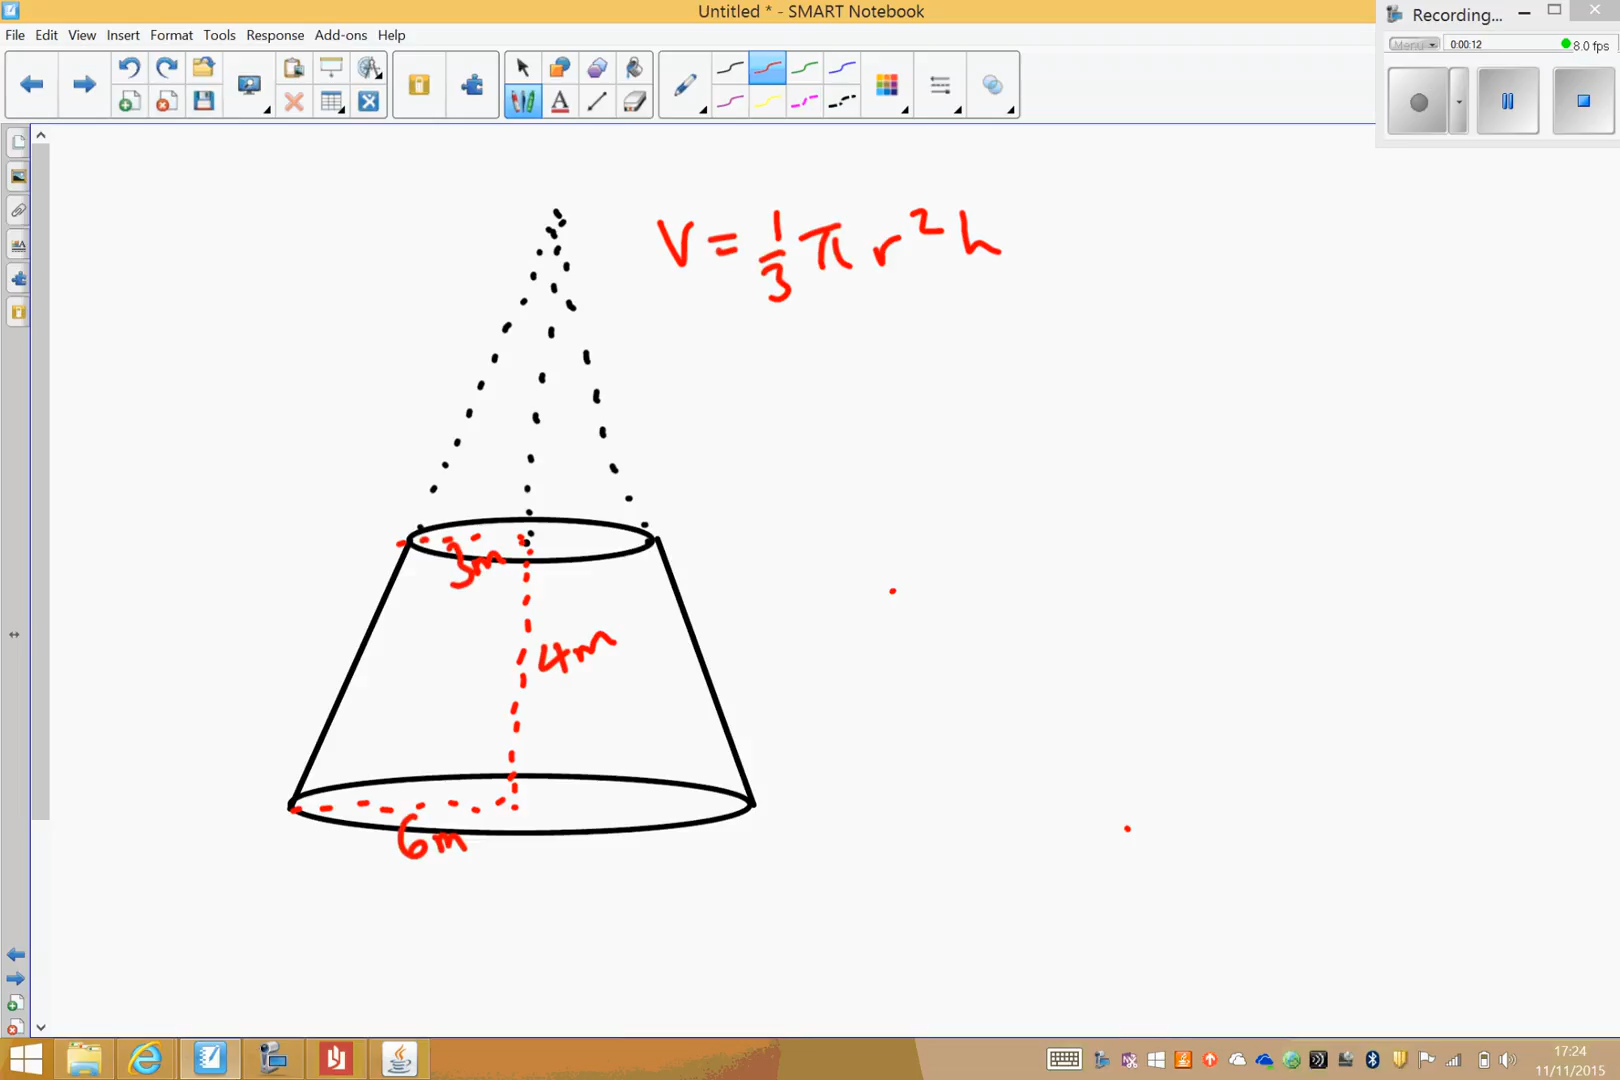 Untitled * - SMART Notebook
Recording...
File Edit View Insert Format Tools Response Add-ons Help
Menu 0:00:12 8.0 fps
V = 1/3 π r² h
3m
4m
6m
17:24
11/11/2015